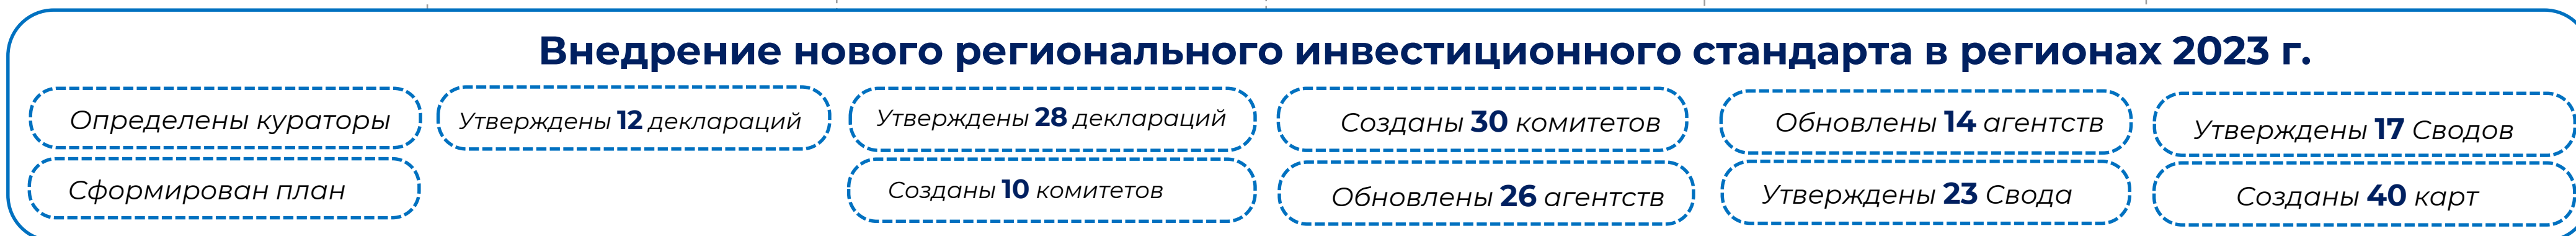 Внедрение нового регионального инвестиционного стандарта в регионах 2023 г.
Определены кураторы
Сформирован план
Утверждены 12 деклараций
Утверждены 28 деклараций
Созданы 10 комитетов
Созданы 30 комитетов
Обновлены 26 агентств
Обновлены 14 агентств
Утверждены 23 Свода
Утверждены 17 Сводов
Созданы 40 карт